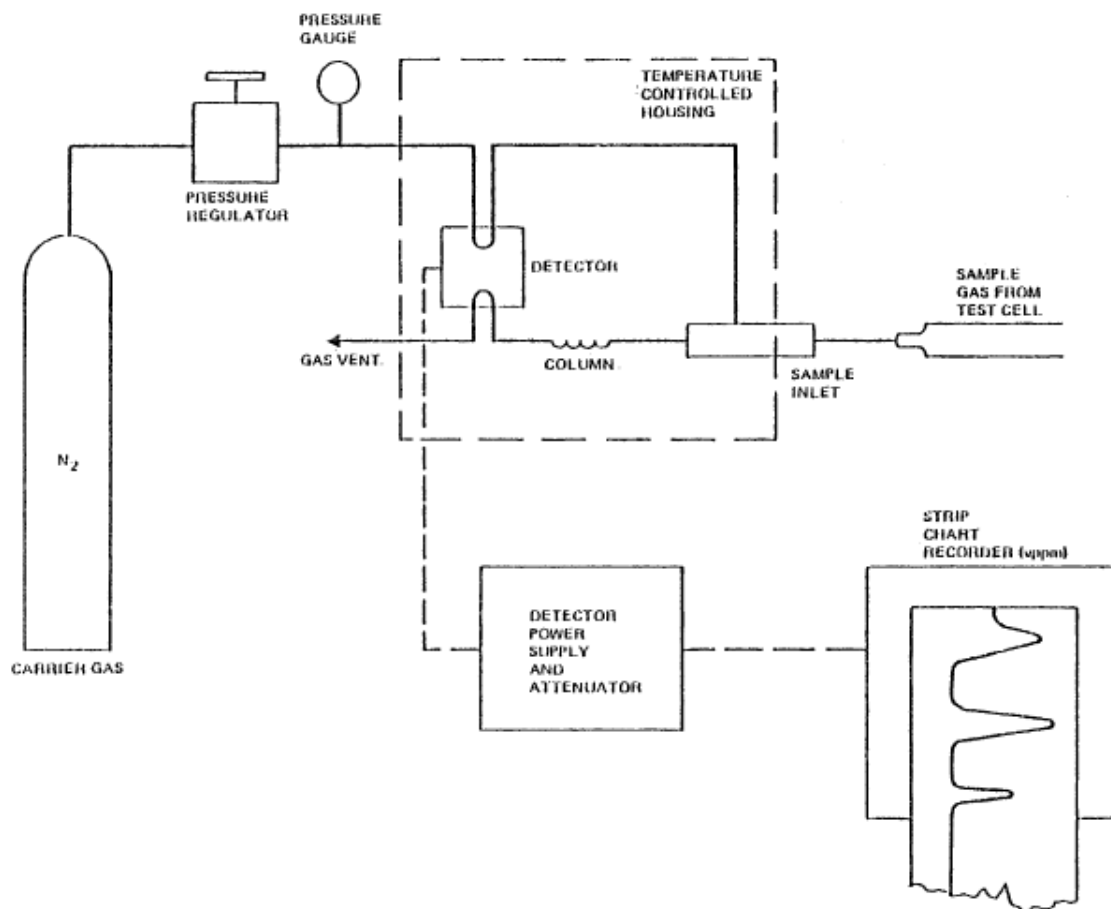 PRESSURE
GAUGE
TEMPERATURE
CONTROLLED
HOUSING
PRESSURE
REGULATOR
DETECTOR
SAMPLE
GAS FROM
TEST CELL
GAS VENT.
COLUMN
SAMPLE
INLET
N₂
STRIP
CHART
RECORDER (vppm)
DETECTOR
POWER
SUPPLY
AND
ATTENUATOR
CARRIER GAS